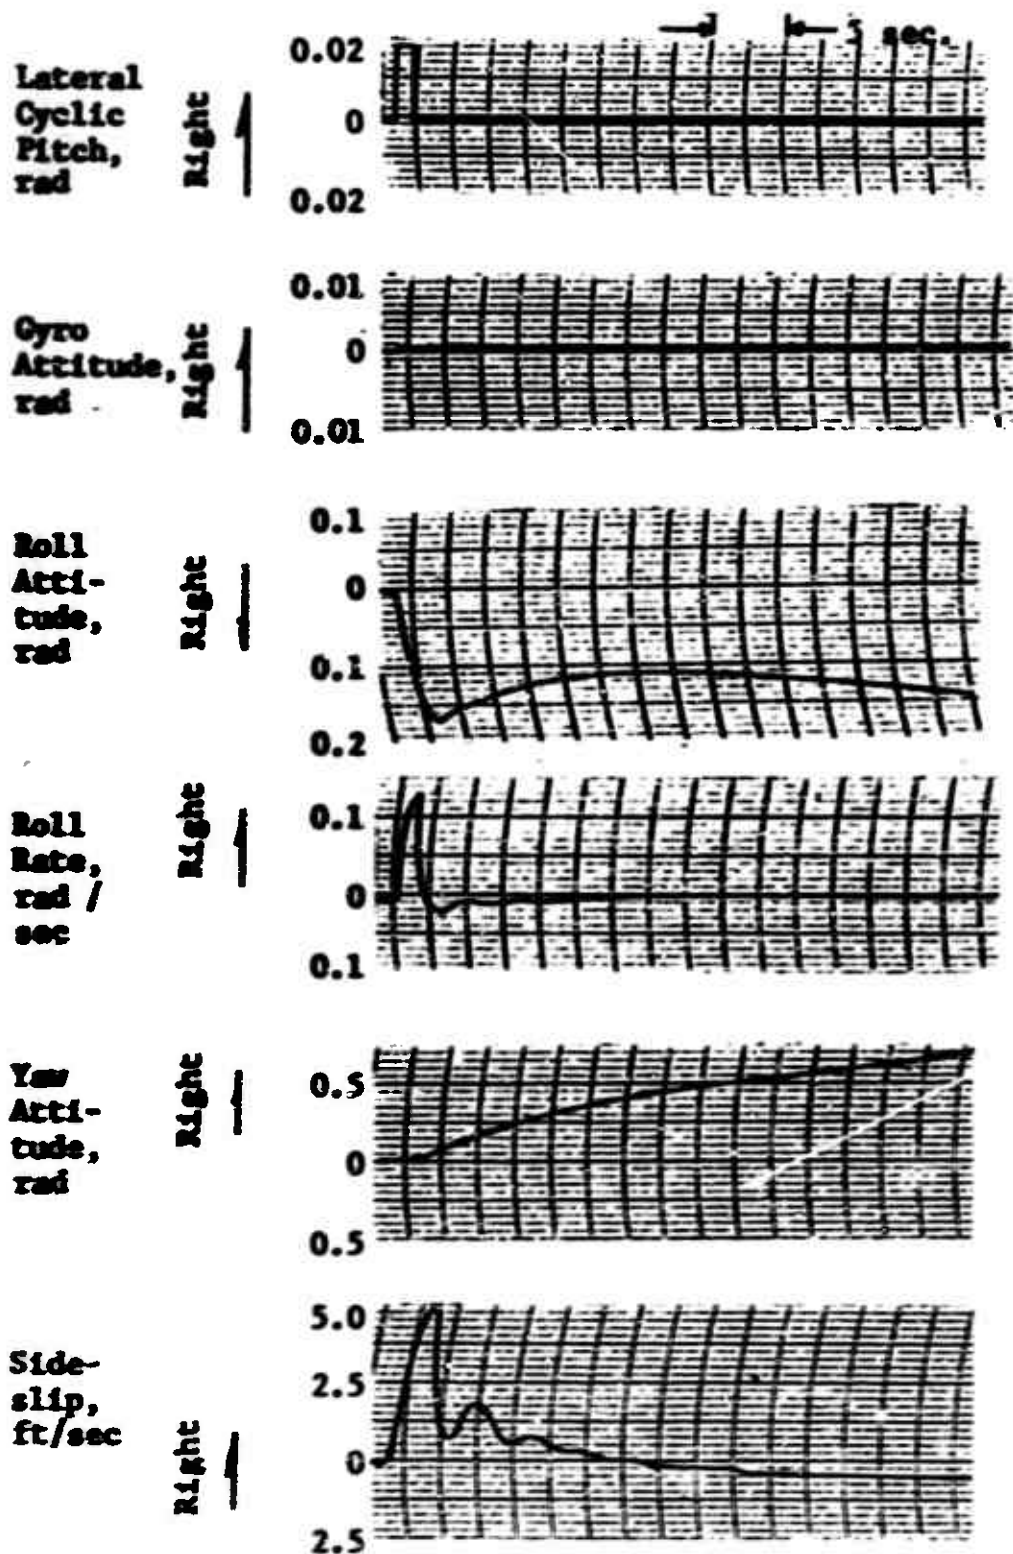 5 sec.
Lateral
Cyclic
Pitch,
rad
Right
0.02
0
0.02
Gyro
Attitude,
rad
Right
0.01
0
0.01
Roll
Atti-
tude,
rad
Right
0.1
0
0.1
0.2
Roll
Rate,
rad /
sec
Right
0.1
0
0.1
Yaw
Atti-
tude,
rad
Right
0.5
0
0.5
Side-
slip,
ft/sec
Right
5.0
2.5
0
2.5